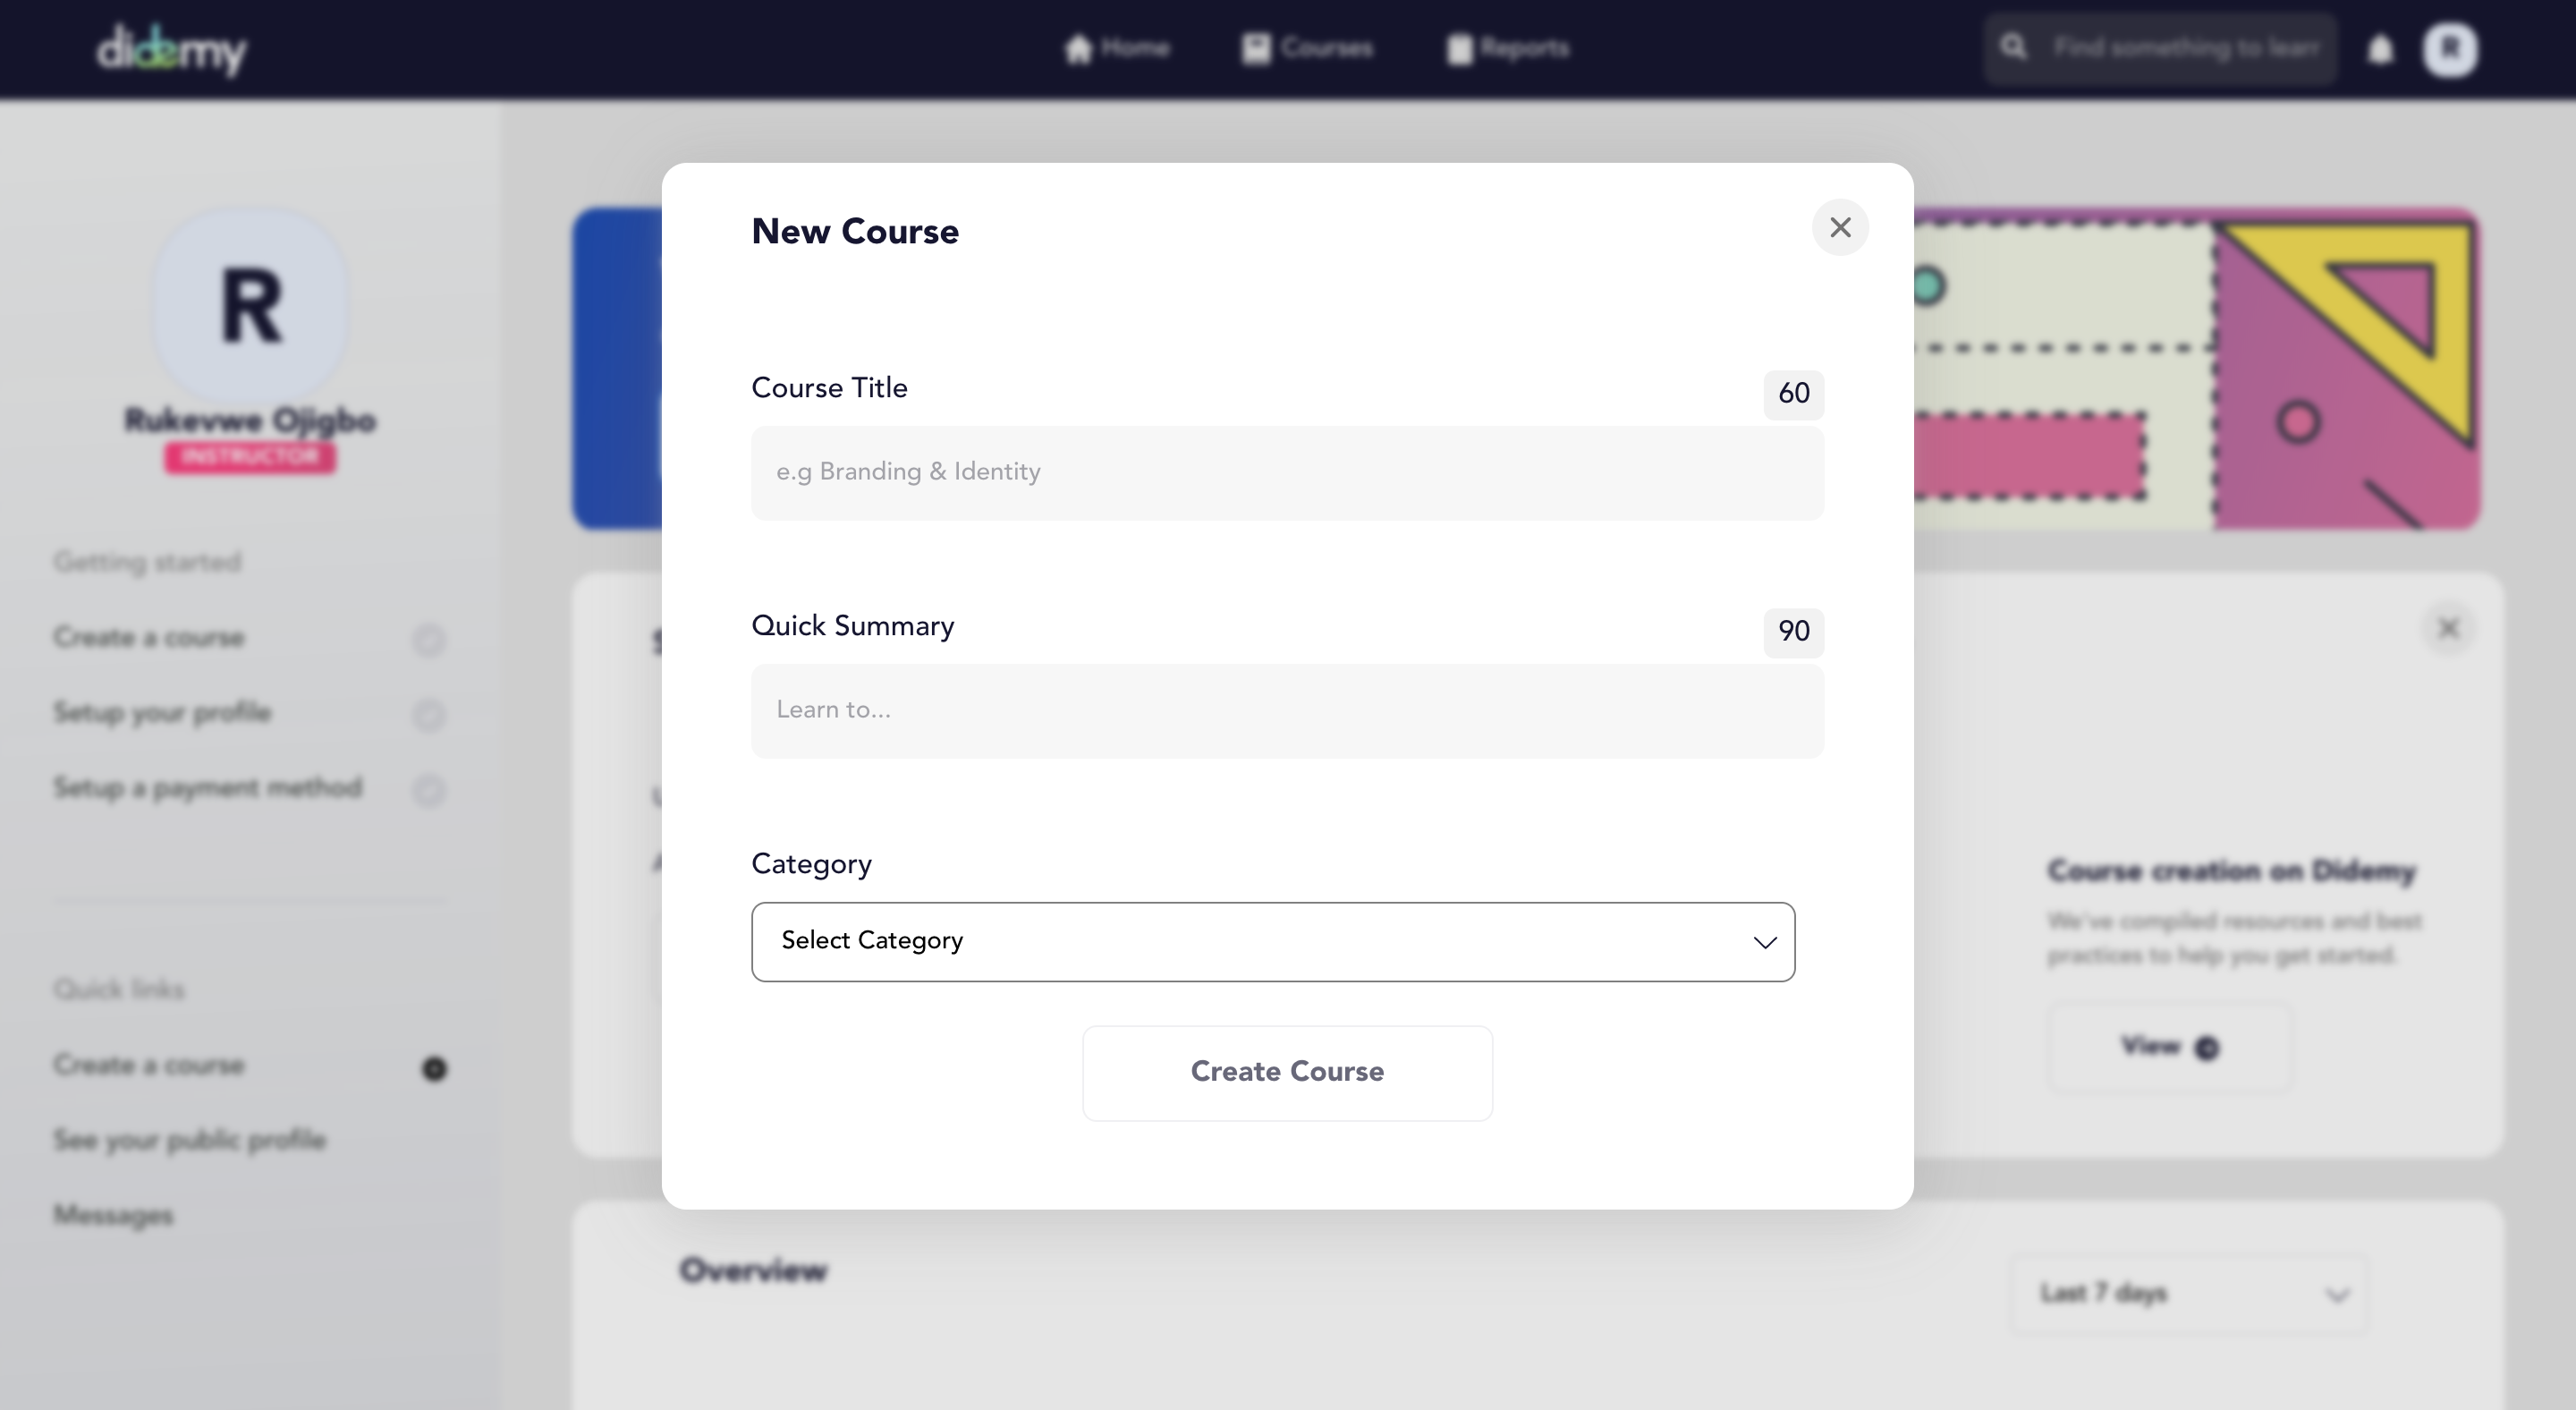 didemy
Home
Courses
Reports
Find something to learn
R
R
Rukevwe Ojigbo
INSTRUCTOR
Getting started
Create a course
Setup your profile
Setup a payment method
Quick links
Create a course
See your public profile
Messages
New Course
Course Title
60
e.g Branding & Identity
Quick Summary
90
Learn to...
Category
Select Category
Create Course
Course creation on Didemy
We've compiled resources and best
practices to help you get started.
View
Overview
Last 7 days